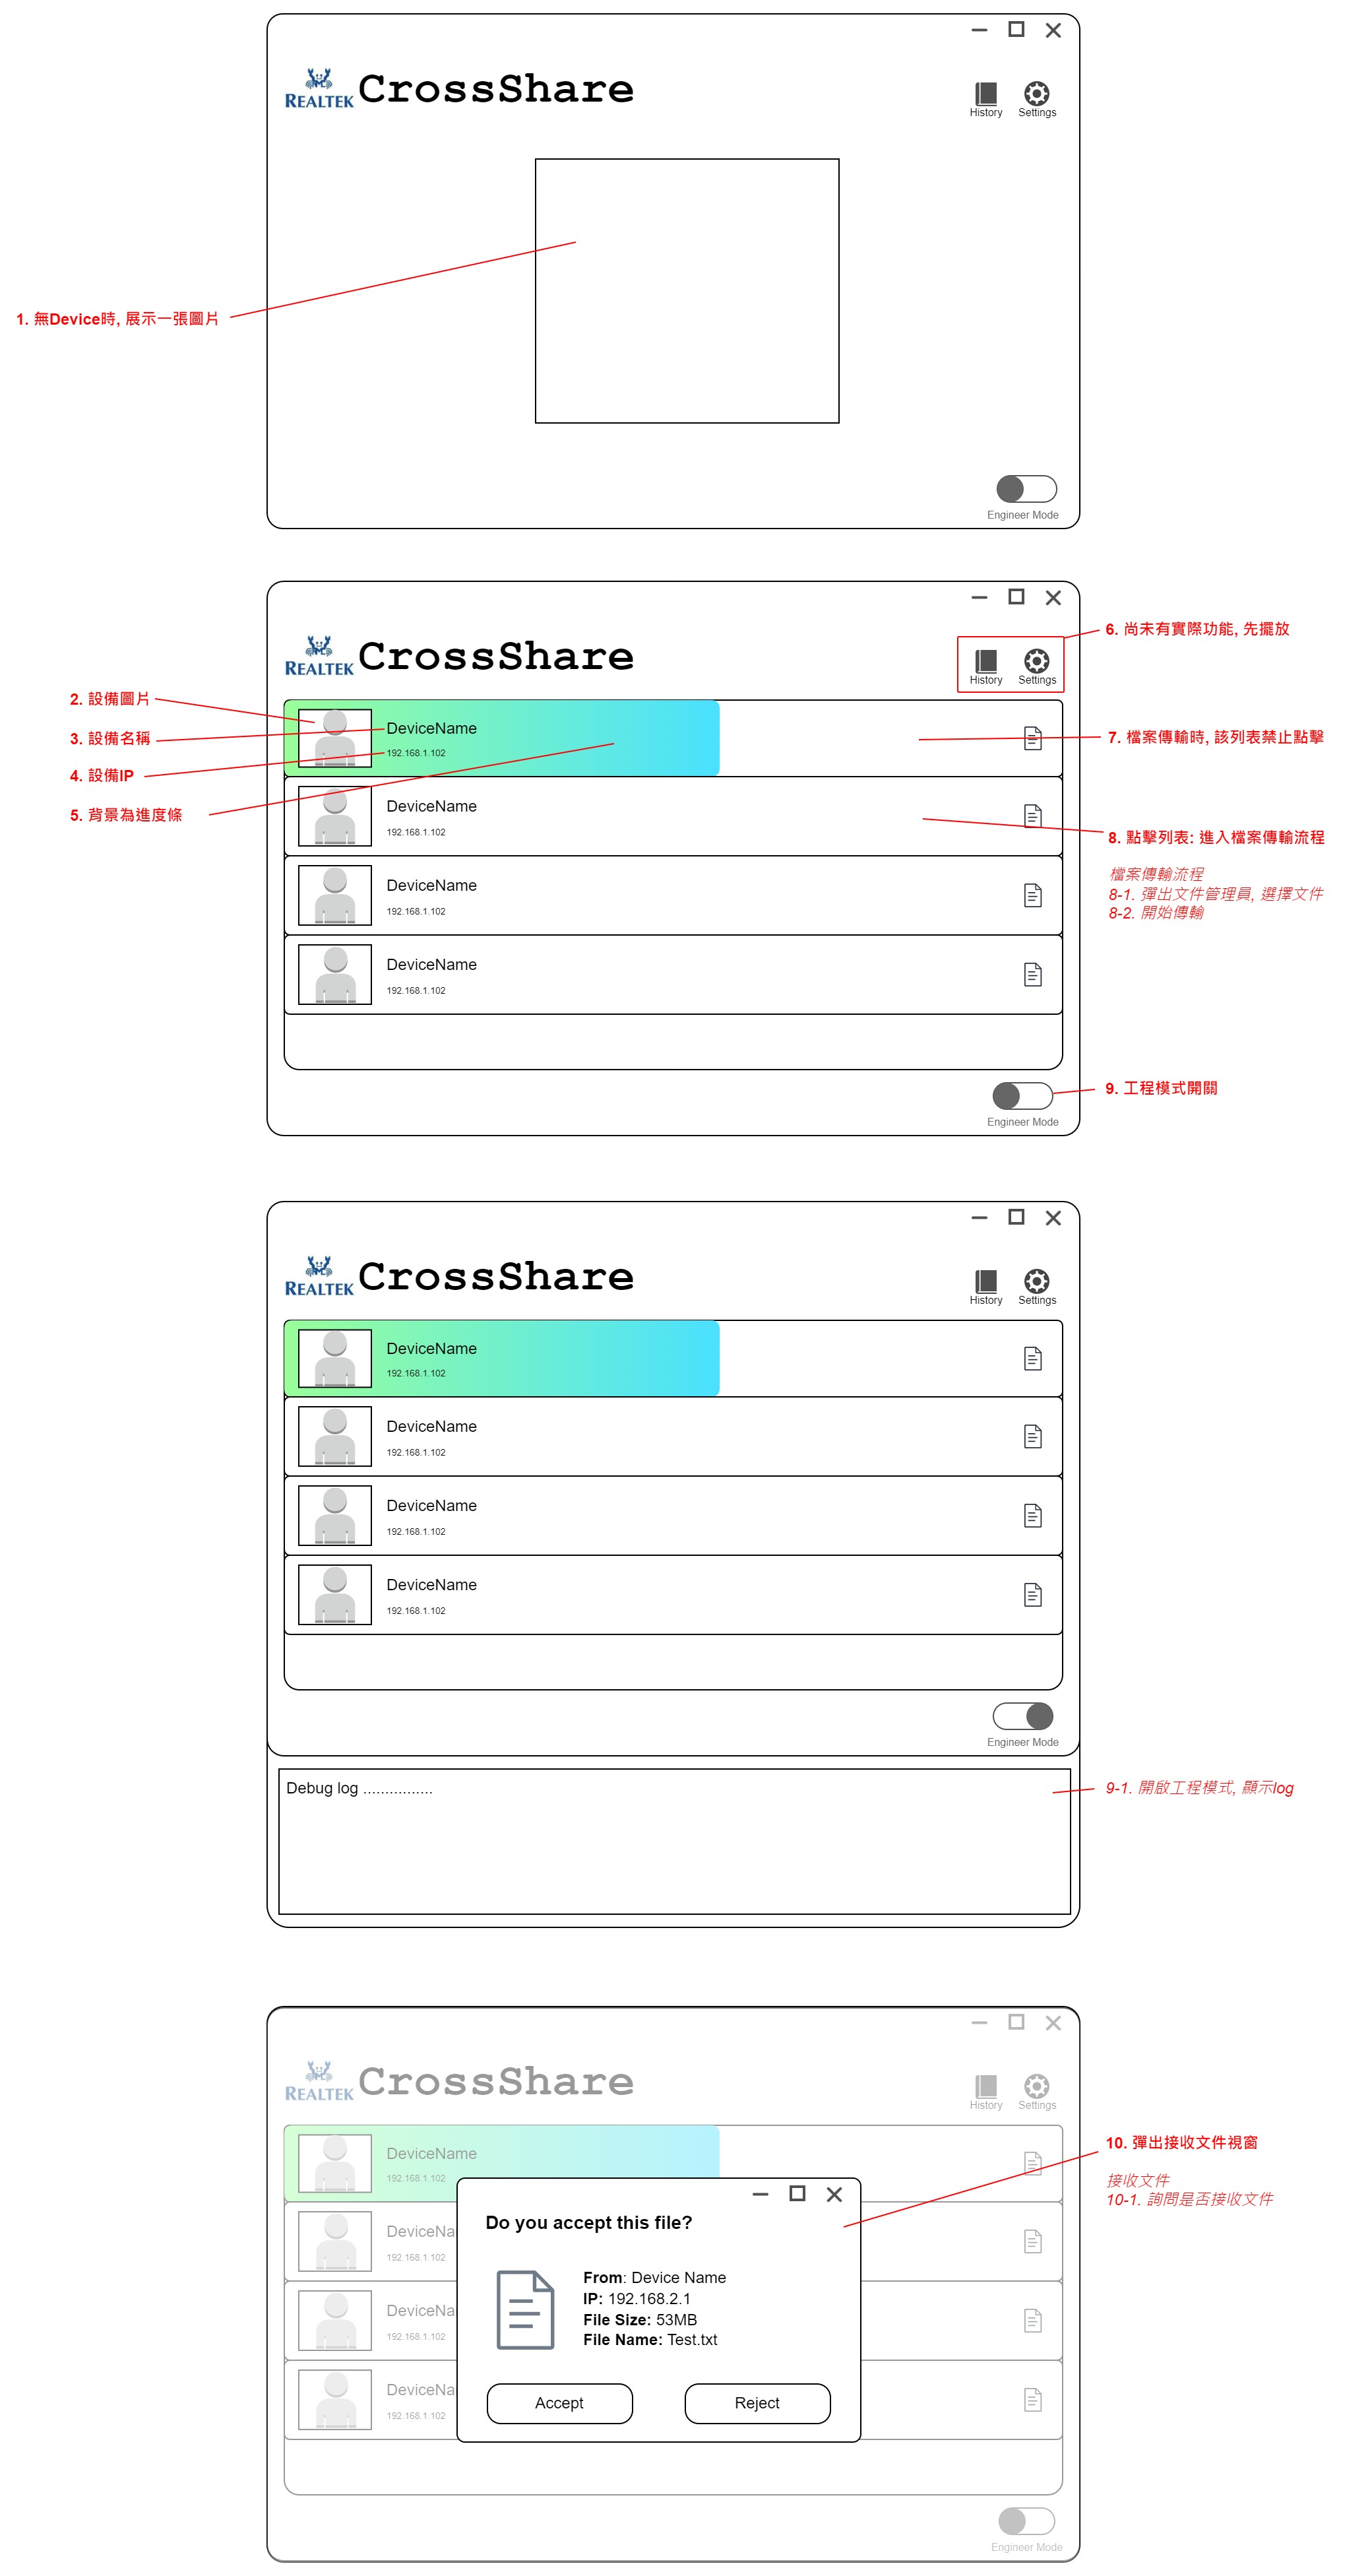 REALTEK CrossShare
History Settings
1. 無Device時, 展示一張圖片
Engineer Mode
REALTEK CrossShare
History Settings
6. 尚未有實際功能, 先擺放
2. 設備圖片
3. 設備名稱
4. 設備IP
5. 背景為進度條
DeviceName
192.168.1.102
7. 檔案傳輸時, 該列表禁止點擊
DeviceName
192.168.1.102
8. 點擊列表: 進入檔案傳輸流程
檔案傳輸流程
8-1. 彈出文件管理員, 選擇文件
8-2. 開始傳輸
DeviceName
192.168.1.102
DeviceName
192.168.1.102
9. 工程模式開關
Engineer Mode
REALTEK CrossShare
History Settings
DeviceName
192.168.1.102
DeviceName
192.168.1.102
DeviceName
192.168.1.102
DeviceName
192.168.1.102
Engineer Mode
Debug log ................
9-1. 開啟工程模式, 顯示log
REALTEK CrossShare
History Settings
DeviceName
192.168.1.102
DeviceNa
192.168.1.102
DeviceNa
192.168.1.102
DeviceNa
192.168.1.102
10. 彈出接收文件視窗
接收文件
10-1. 詢問是否接收文件
Do you accept this file?
From: Device Name
IP: 192.168.2.1
File Size: 53MB
File Name: Test.txt
Accept Reject
Engineer Mode